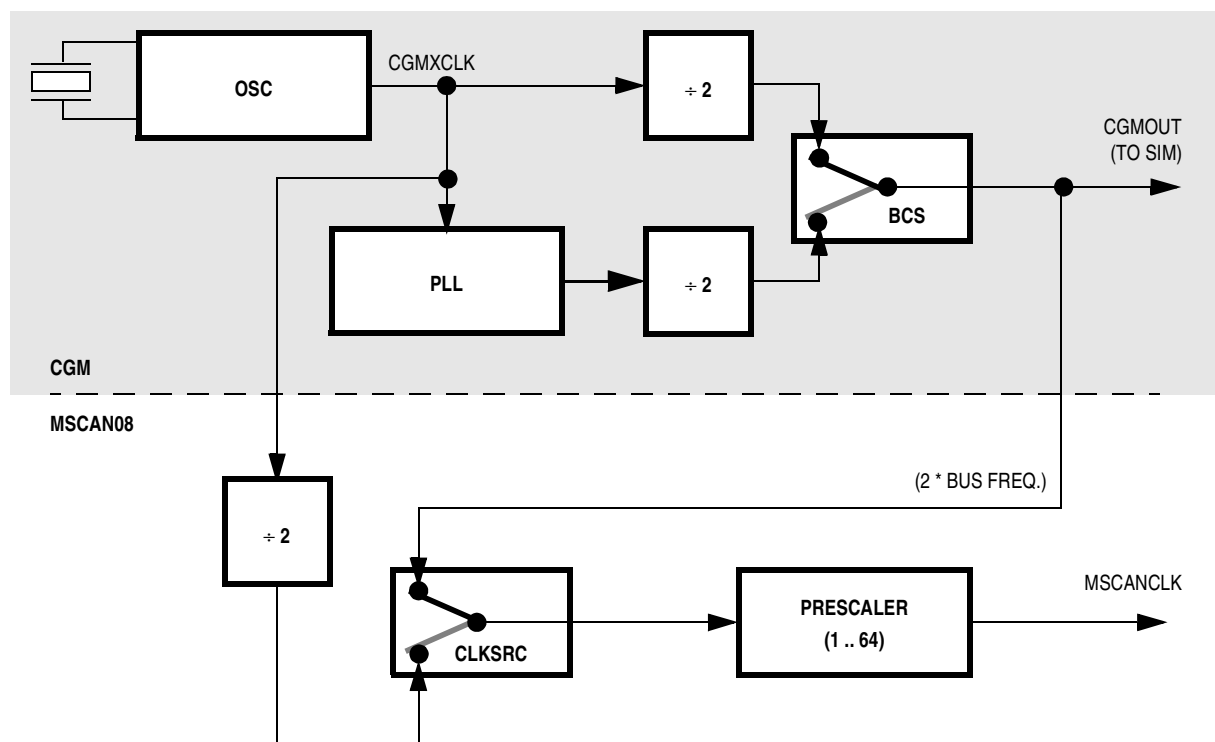 CGMXCLK
OSC
÷ 2
CGMOUT
(TO SIM)
BCS
PLL
÷ 2
CGM
MSCAN08
(2 * BUS FREQ.)
÷ 2
MSCANCLK
PRESCALER
(1 .. 64)
CLKSRC